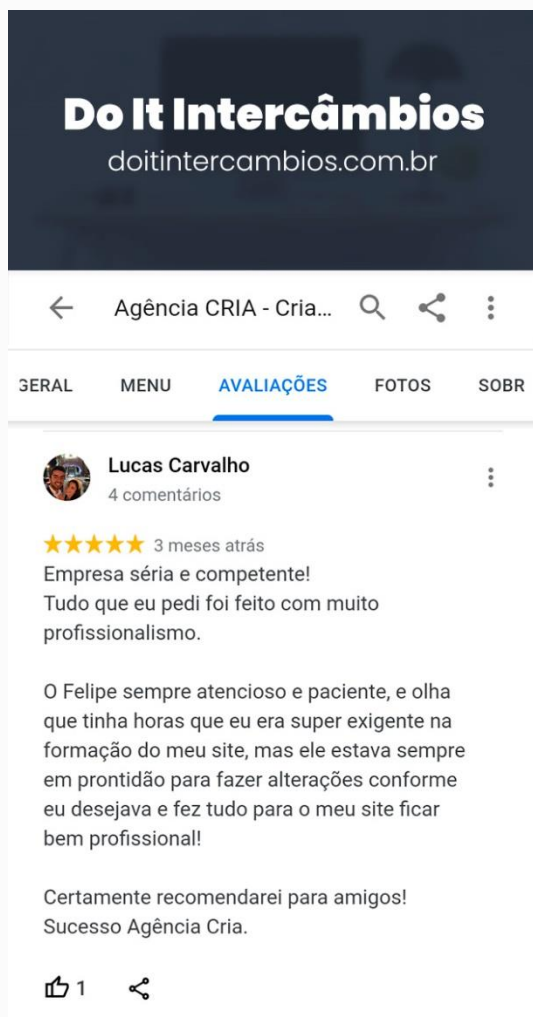 Do It Intercâmbios
doitintercambios.com.br
Agência CRIA - Cria...
GERAL MENU AVALIAÇÕES FOTOS SOBR
Lucas Carvalho
4 comentários
3 meses atrás
Empresa séria e competente!
Tudo que eu pedi foi feito com muito
profissionalismo.
O Felipe sempre atencioso e paciente, e olha
que tinha horas que eu era super exigente na
formação do meu site, mas ele estava sempre
em prontidão para fazer alterações conforme
eu desejava e fez tudo para o meu site ficar
bem profissional!
Certamente recomendarei para amigos!
Sucesso Agência Cria.
1